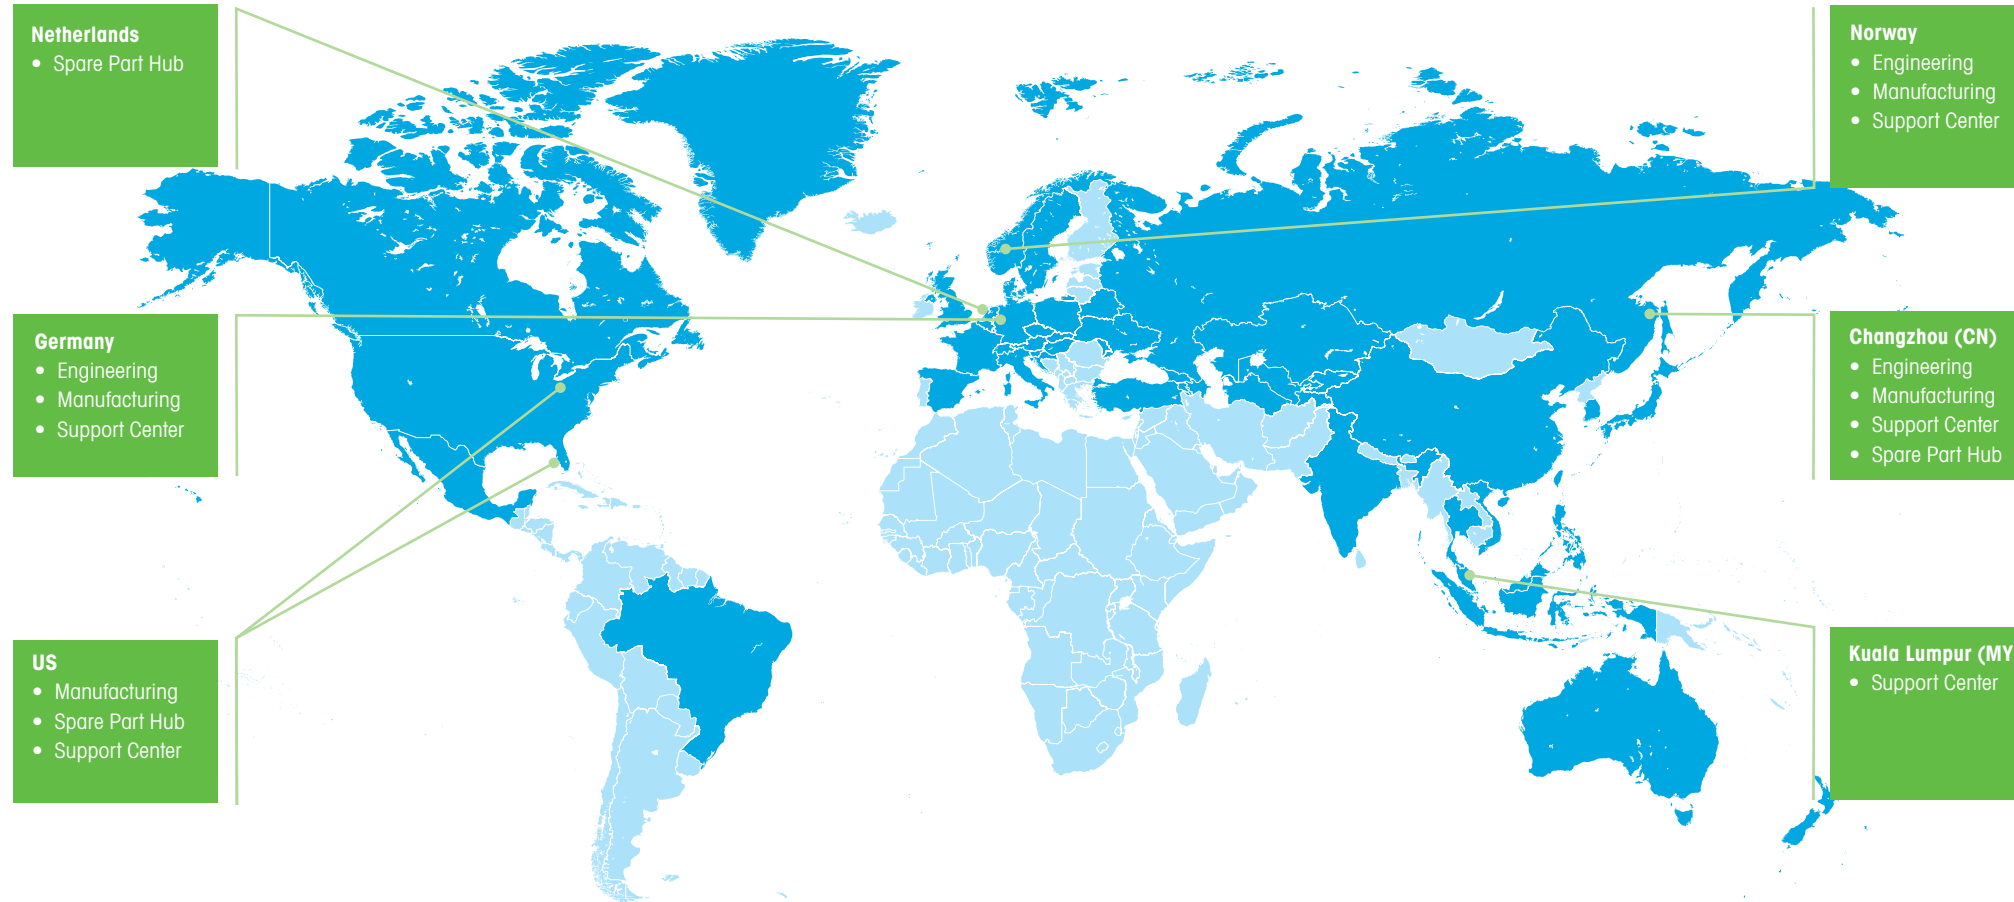 Netherlands
• Spare Part Hub
Germany
• Engineering
• Manufacturing
• Support Center
US
• Manufacturing
• Spare Part Hub
• Support Center
Norway
• Engineering
• Manufacturing
• Support Center
Changzhou (CN)
• Engineering
• Manufacturing
• Support Center
• Spare Part Hub
Kuala Lumpur (MY
• Support Center